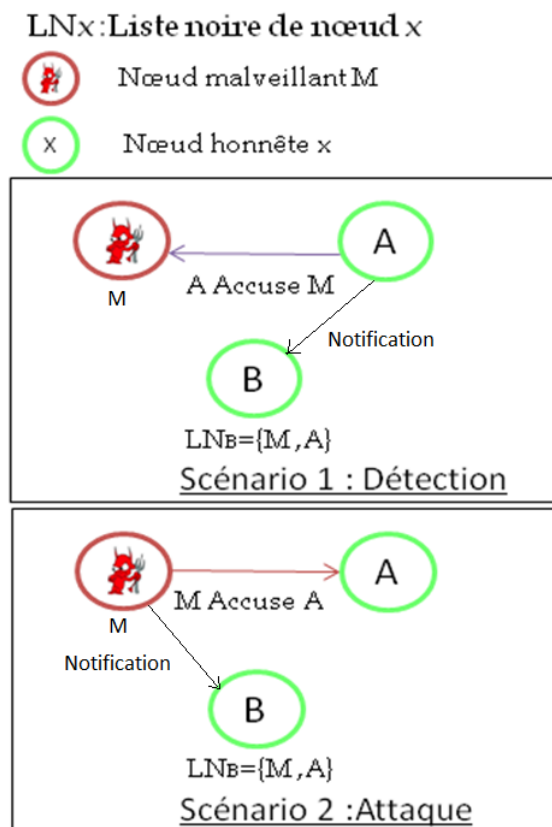 LNx:Liste noire de nœud x
Nœud malveillant M
X
Nœud honnête x
A
A Accuse M
M
Notification
B
LNB={M,A}
Scénario 1 : Détection
A
M Accuse A
M
Notification
B
LNB={M,A}
Scénario 2 :Attaque